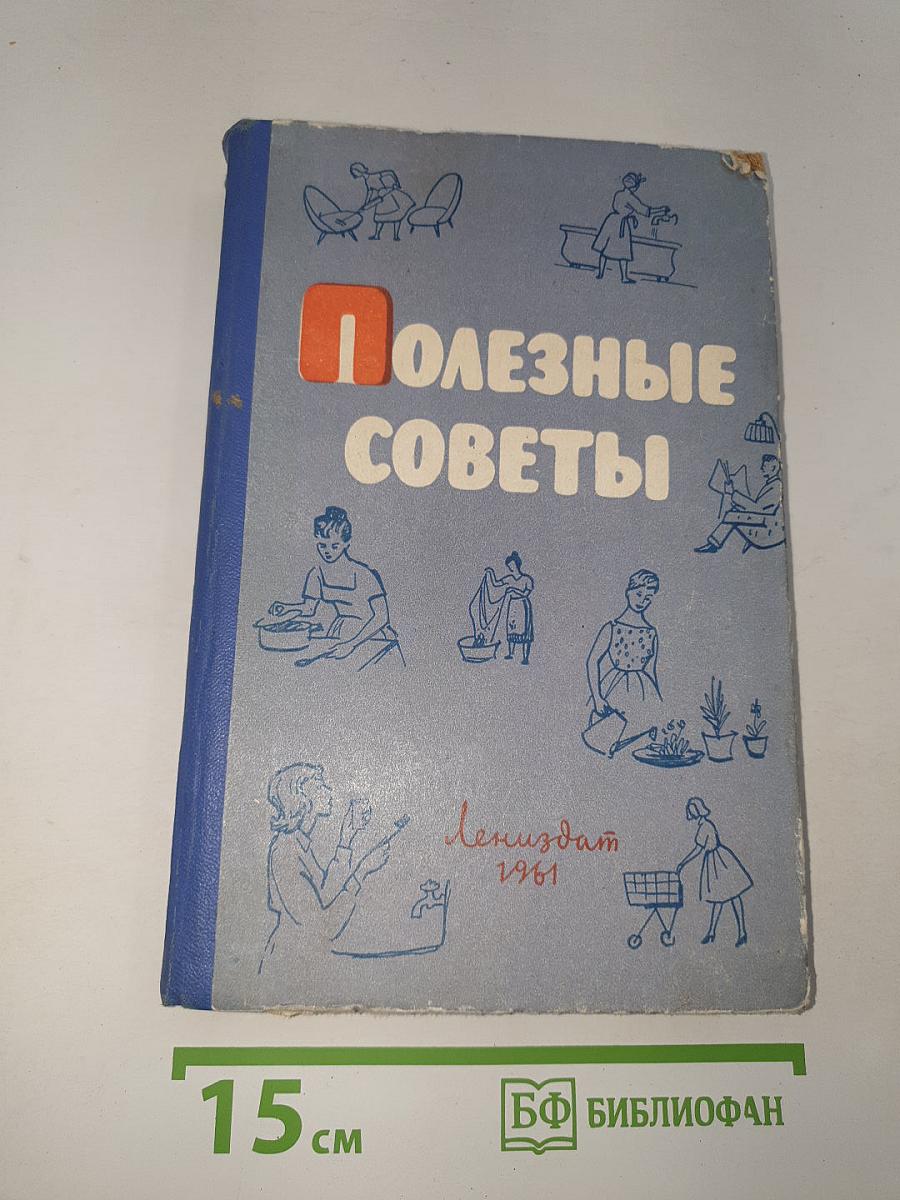 Полезные
советы
Лениздат
1961
15 см
БФ БИБЛИОФАН